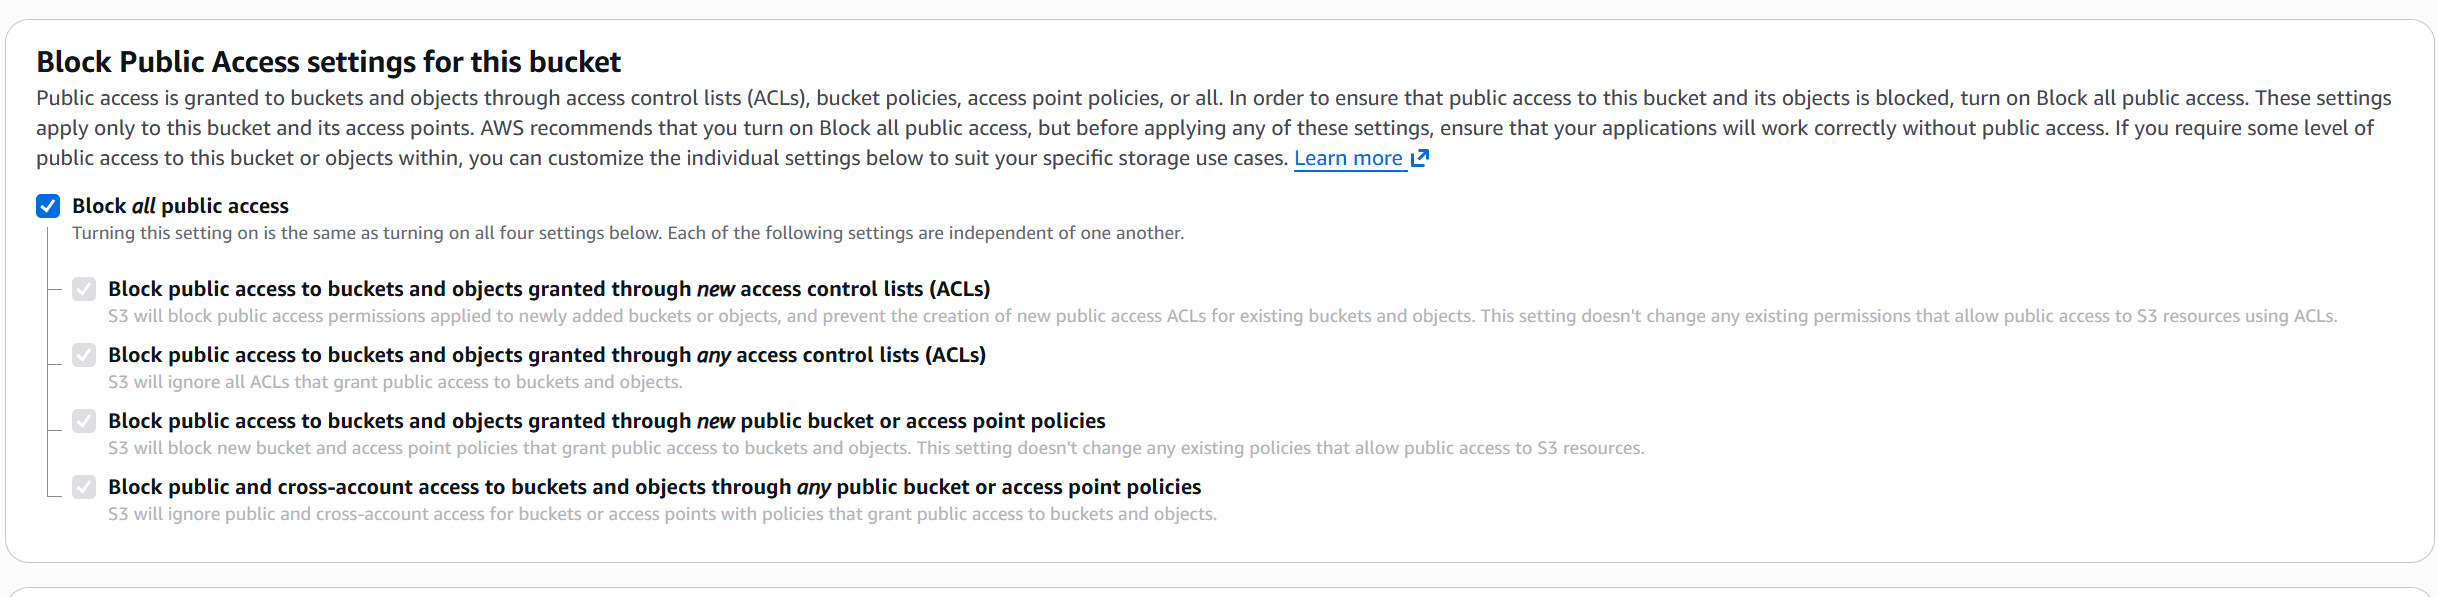 Block Public Access settings for this bucket
Public access is granted to buckets and objects through access control lists (ACLs), bucket policies, access point policies, or all. In order to ensure that public access to this bucket and its objects is blocked, turn on Block all public access. These settings
apply only to this bucket and its access points. AWS recommends that you turn on Block all public access, but before applying any of these settings, ensure that your applications will work correctly without public access. If you require some level of
public access to this bucket or objects within, you can customize the individual settings below to suit your specific storage use cases. Learn more
Block all public access
Turning this setting on is the same as turning on all four settings below. Each of the following settings are independent of one another.
Block public access to buckets and objects granted through new access control lists (ACLs)
S3 will block public access permissions applied to newly added buckets or objects, and prevent the creation of new public access ACLs for existing buckets and objects. This setting doesn't change any existing permissions that allow public access to S3 resources using ACLs.
Block public access to buckets and objects granted through any access control lists (ACLs)
S3 will ignore all ACLs that grant public access to buckets and objects.
Block public access to buckets and objects granted through new public bucket or access point policies
S3 will block new bucket and access point policies that grant public access to buckets and objects. This setting doesn't change any existing policies that allow public access to S3 resources.
Block public and cross-account access to buckets and objects through any public bucket or access point policies
S3 will ignore public and cross-account access for buckets or access points with policies that grant public access to buckets and objects.